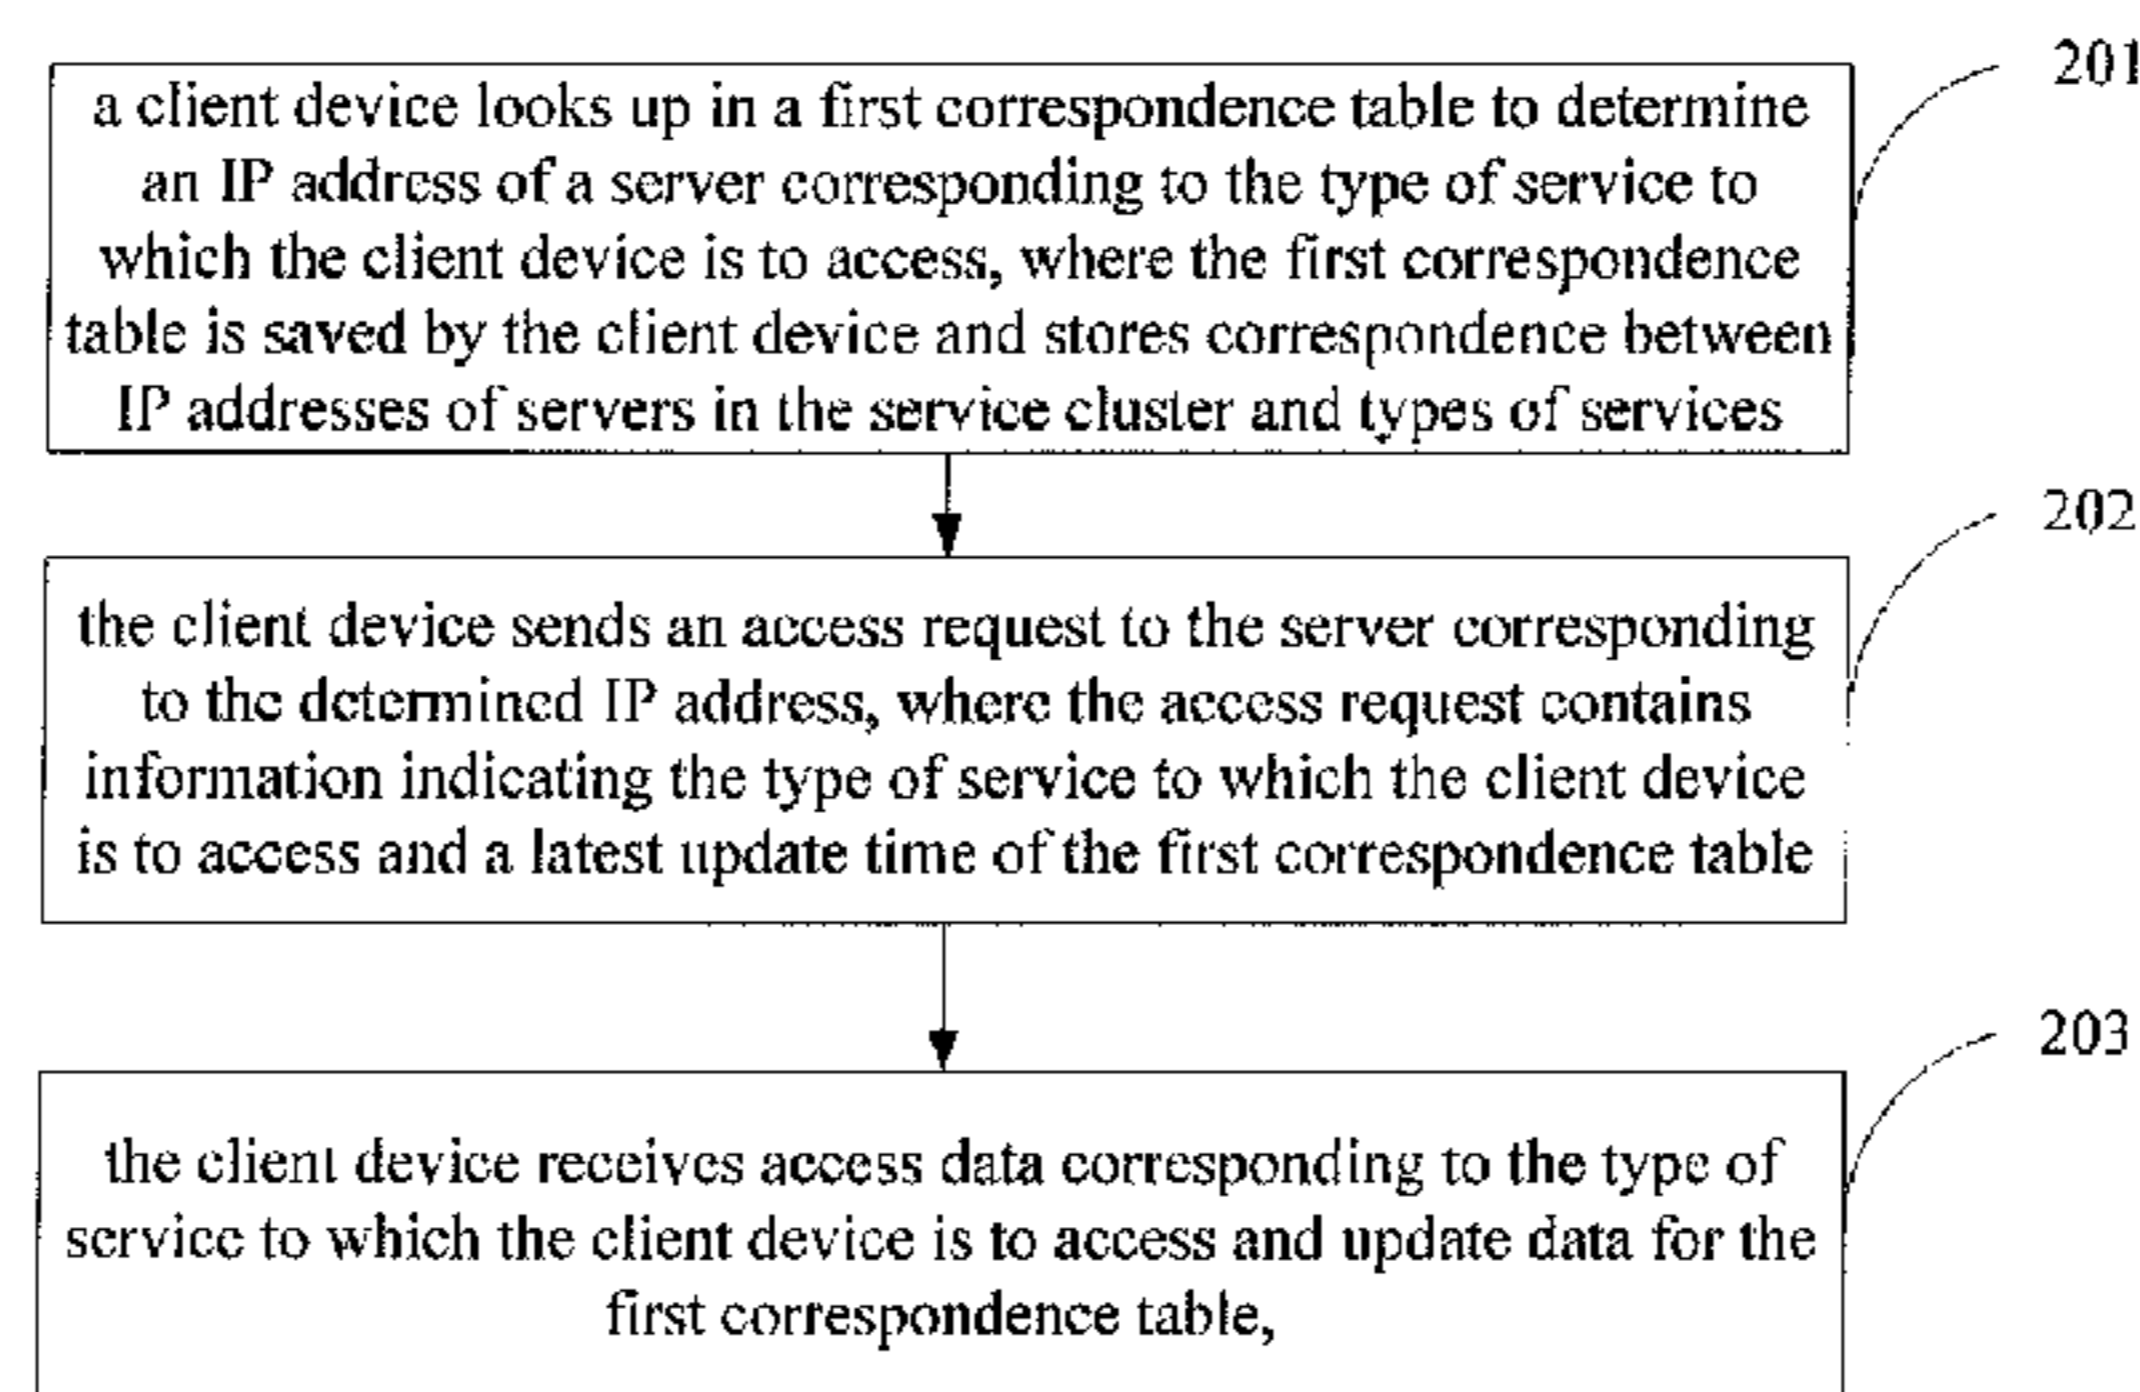 201
a client device looks up in a first correspondence table to determine
an IP address of a server corresponding to the type of service to
which the client device is to access, where the first correspondence
table is saved by the client device and stores correspondence between
IP addresses of servers in the service cluster and types of services
202
the client device sends an access request to the server corresponding
to the determined IP address, where the access request contains
information indicating the type of service to which the client device
is to access and a latest update time of the first correspondence table
203
the client device receives access data corresponding to the type of
service to which the client device is to access and update data for the
first correspondence table,